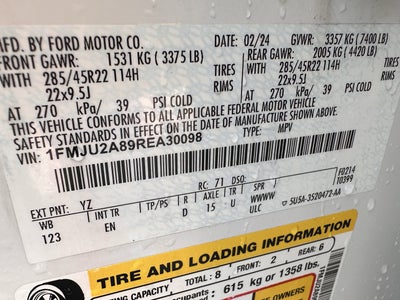 MFD. BY FORD MOTOR CO.
DATE: 02/24 GVWR: 3357 KG (7400 LB)
FRONT GAWR: 1531 KG ( 3375 LB) REAR GAWR: 2005 KG (4420 LB)
285/45R22 114H TIRES 285/45R22 114H TIRES
22x9.5J RIMS 22x9.5J RIMS
AT 270 kPa/ 39 PSI COLD AT 270 kPa/ 39 PSI COLD
THIS VEHICLE CONFORMS TO ALL APPLICABLE FEDERAL MOTOR VEHICLE
SAFETY STANDARDS IN EFFECT ON THE DATE OF MANUFACTURE SHOWN ABOVE.
1FMJU2A89REA30098 TYPE: MPV
EXT PNT: YZ RC: 71 DSO: F0214
WB INT TR TP/PS R AXLE TR SPR T0399
123 EN D 15 U WWWW
ULC 5U5A-3520472-AA
TIRE AND LOADING INFORMATION
Total : 8 Front : 2 Rear: 6
615 kg or 1358 lbs.